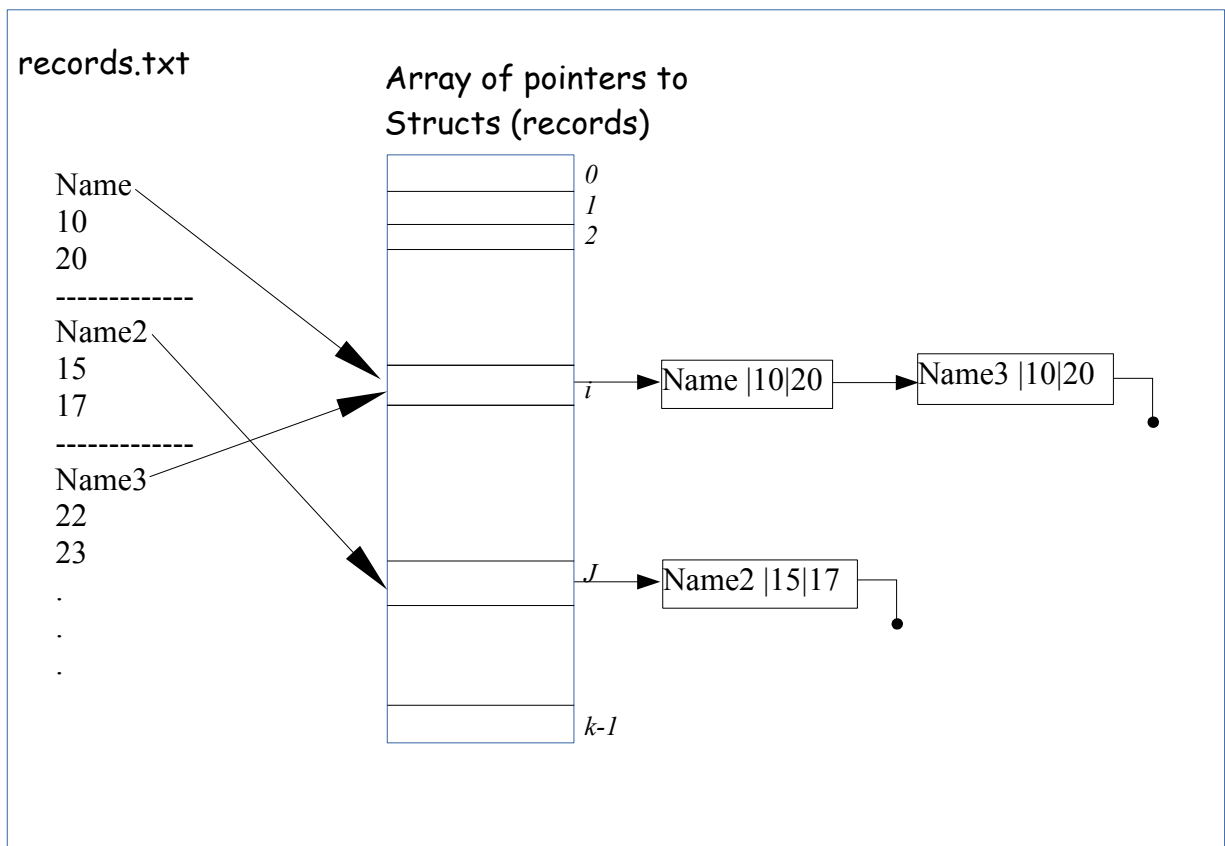 records.txt
Array of pointers to
Structs (records)
Name
10
20
-------------
Name2
15
17
-------------
Name3
22
23
.
.
.
0
1
2
i
J
k-1
Name |10|20
Name3 |10|20
Name2 |15|17